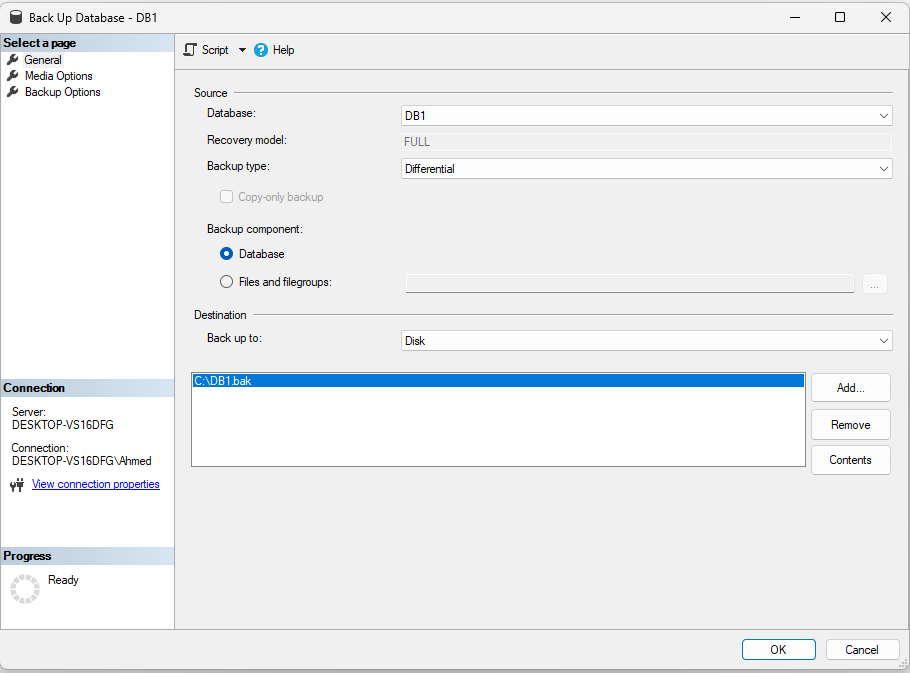 Back Up Database - DB1
Select a page
General
Media Options
Backup Options
Script
Help
Source
Database:
DB1
Recovery model:
FULL
Backup type:
Differential
Copy-only backup
Backup component:
Database
Files and filegroups:
...
Destination
Back up to:
Disk
C:\DB1.bak
Add...
Remove
Contents
Connection
Server:
DESKTOP-VS16DFG
Connection:
DESKTOP-VS16DFG\Ahmed
View connection properties
Progress
Ready
OK
Cancel